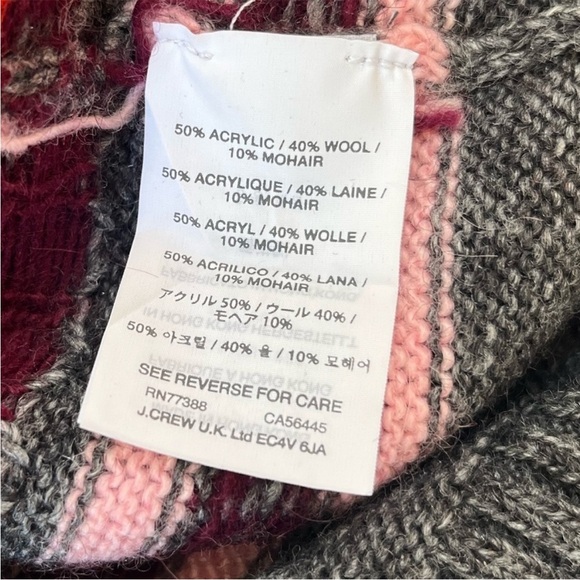 50% ACRYLIC / 40% WOOL /
10% MOHAIR
50% ACRYLIQUE / 40% LAINE /
10% MOHAIR
50% ACRYL / 40% WOLLE /
10% MOHAIR
50% ACRILICO / 40% LANA /
10% MOHAIR
アクリル 50% / ウール 40% /
モヘア 10%
50% 아크릴 / 40% 울 / 10% 모헤어
SEE REVERSE FOR CARE
RN77388 CA56445
J.CREW U.K. Ltd EC4V 6JA